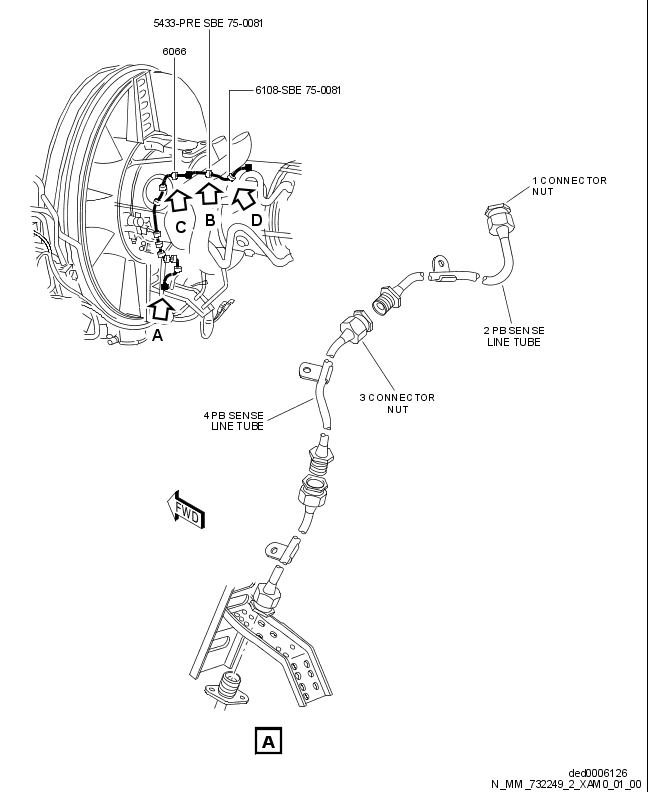 5433-PRE SBE 75-0081
6066
6108-SBE 75-0081
C
B
D
A
1 CONNECTOR
NUT
2 PB SENSE
LINE TUBE
3 CONNECTOR
NUT
4 PB SENSE
LINE TUBE
FWD
A
ded0006126
N_MM_732249_2_XAM0_01_00